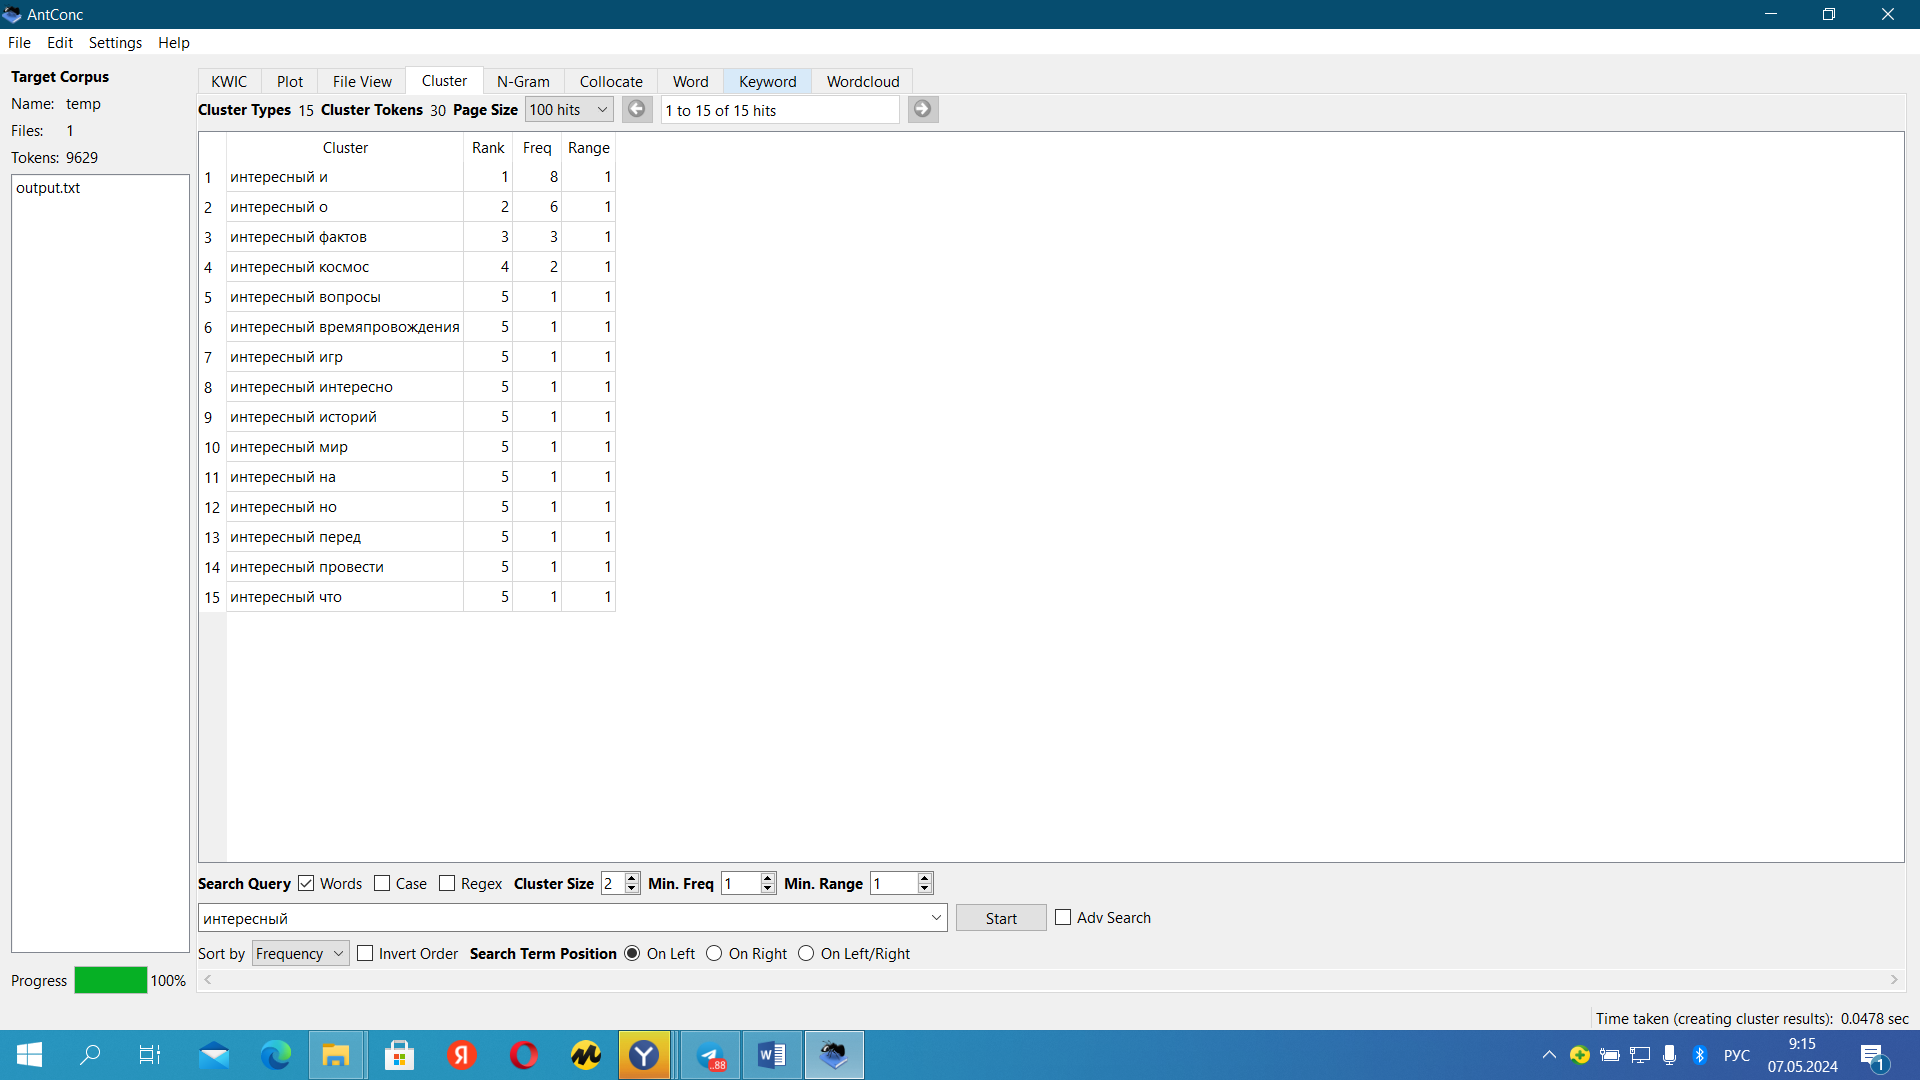 AntConc
File Edit Settings Help
Target Corpus
Name: temp
Files: 1
Tokens: 9629
output.txt
Progress 100%
KWIC Plot File View Cluster N-Gram Collocate Word Keyword Wordcloud
Cluster Types 15 Cluster Tokens 30 Page Size 100 hits 1 to 15 of 15 hits
Cluster Rank Freq Range
1 интересный и 1 8 1
2 интересный о 2 6 1
3 интересный фактов 3 3 1
4 интересный космос 4 2 1
5 интересный вопросы 5 1 1
6 интересный времяпровождения 5 1 1
7 интересный игр 5 1 1
8 интересный интересно 5 1 1
9 интересный историй 5 1 1
10 интересный мир 5 1 1
11 интересный на 5 1 1
12 интересный но 5 1 1
13 интересный перед 5 1 1
14 интересный провести 5 1 1
15 интересный что 5 1 1
Search Query Words Case Regex Cluster Size 2 Min. Freq 1 Min. Range 1
интересный Start Adv Search
Sort by Frequency Invert Order Search Term Position On Left On Right On Left/Right
Time taken (creating cluster results): 0.0478 sec
Я Y ..88 W РУС 9:15
07.05.2024 1